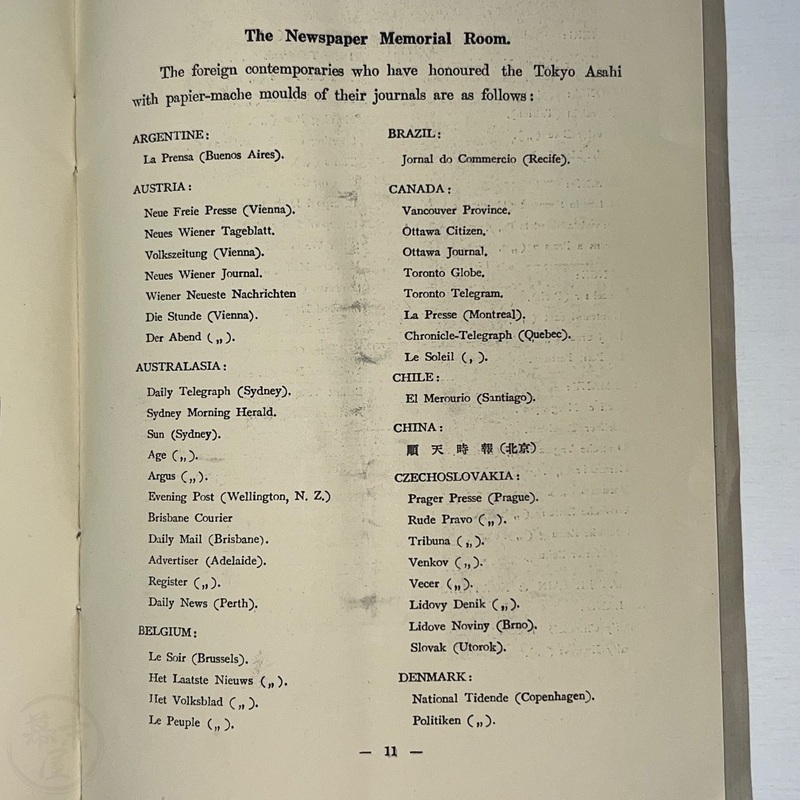 The Newspaper Memorial Room.
The foreign contemporaries who have honoured the Tokyo Asahi
with papier-mache moulds of their journals are as follows:
ARGENTINE:
La Prensa (Buenos Aires).
AUSTRIA:
Neue Freie Presse (Vienna).
Neues Wiener Tageblatt.
Volkszeitung (Vienna).
Neues Wiener Journal.
Wiener Neueste Nachrichten
Die Stunde (Vienna).
Der Abend ( „ ).
AUSTRALASIA:
Daily Telegraph (Sydney).
Sydney Morning Herald.
Sun (Sydney).
Age ( „ ).
Argus ( „ ).
Evening Post (Wellington, N. Z.)
Brisbane Courier
Daily Mail (Brisbane).
Advertiser (Adelaide).
Register ( „ ).
Daily News (Perth).
BELGIUM:
Le Soir (Brussels).
Het Laatste Nieuws ( „ ).
Het Volksblad ( „ ).
Le Peuple ( „ ).
BRAZIL:
Jornal do Commercio (Recife).
CANADA:
Vancouver Province.
Ottawa Citizen.
Ottawa Journal.
Toronto Globe.
Toronto Telegram.
La Presse (Montreal).
Chronicle-Telegraph (Quebec).
Le Soleil ( , ).
CHILE:
El Merourio (Santiago).
CHINA:
順 天 時 報 (北京)
CZECHOSLOVAKIA:
Prager Presse (Prague).
Rude Pravo ( „ ).
Tribuna ( „ ).
Venkov ( „ ).
Vecer ( „ ).
Lidovy Denik ( „ ).
Lidove Noviny (Brno).
Slovak (Utorok).
DENMARK:
National Tidende (Copenhagen).
Politiken ( „ ).
— 11 —